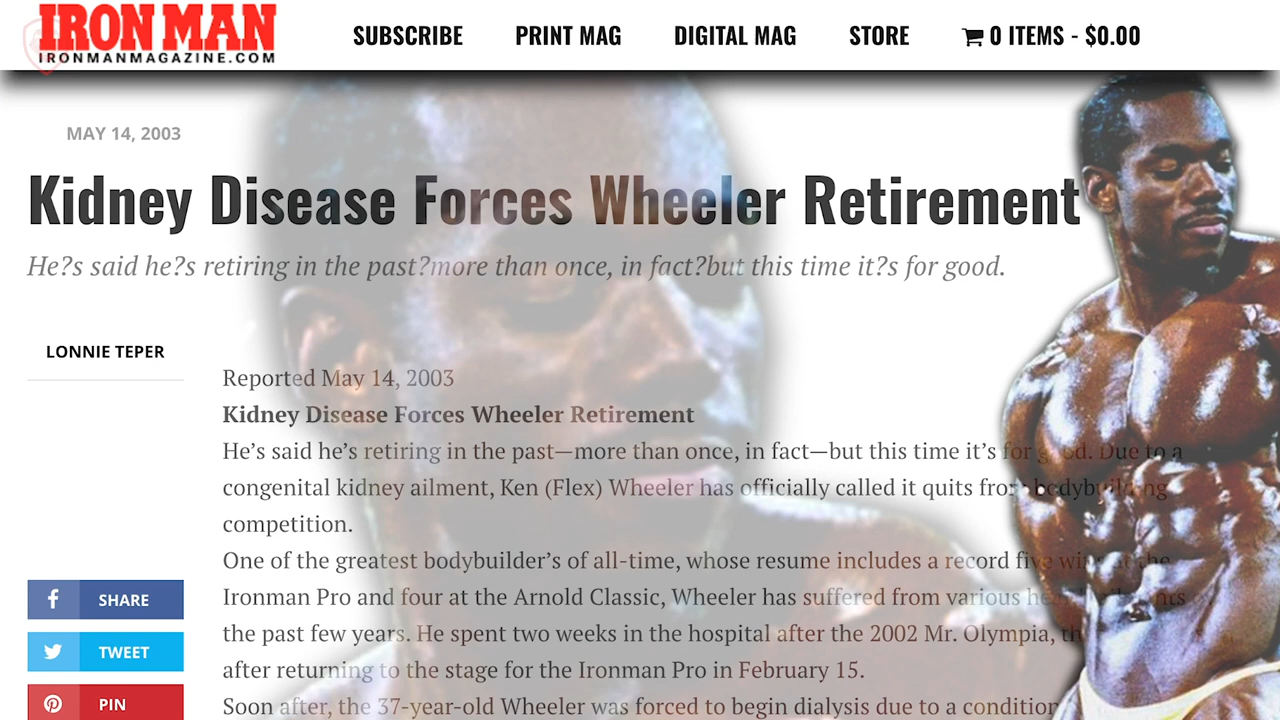 IRON MAN
IRONMANMAGAZINE.COM
SUBSCRIBE
PRINT MAG
DIGITAL MAG
STORE
0 ITEMS - $0.00
MAY 14, 2003
Kidney Disease Forces Wheeler Retirement
He?s said he?s retiring in the past?more than once, in fact?but this time it?s for good.
LONNIE TEPER
Reported May 14, 2003
Kidney Disease Forces Wheeler Retirement
He’s said he’s retiring in the past—more than once, in fact—but this time it’s for good. Due to a
congenital kidney ailment, Ken (Flex) Wheeler has officially called it quits from bodybuilding
competition.
One of the greatest bodybuilder’s of all-time, whose resume includes a record five wins at the
Ironman Pro and four at the Arnold Classic, Wheeler has suffered from various
the past few years. He spent two weeks in the hospital after the 2002 Mr. Olympia,
after returning to the stage for the Ironman Pro in February 15.
Soon after, the 37-year-old Wheeler was forced to begin dialysis due to a condition
SHARE
TWEET
PIN